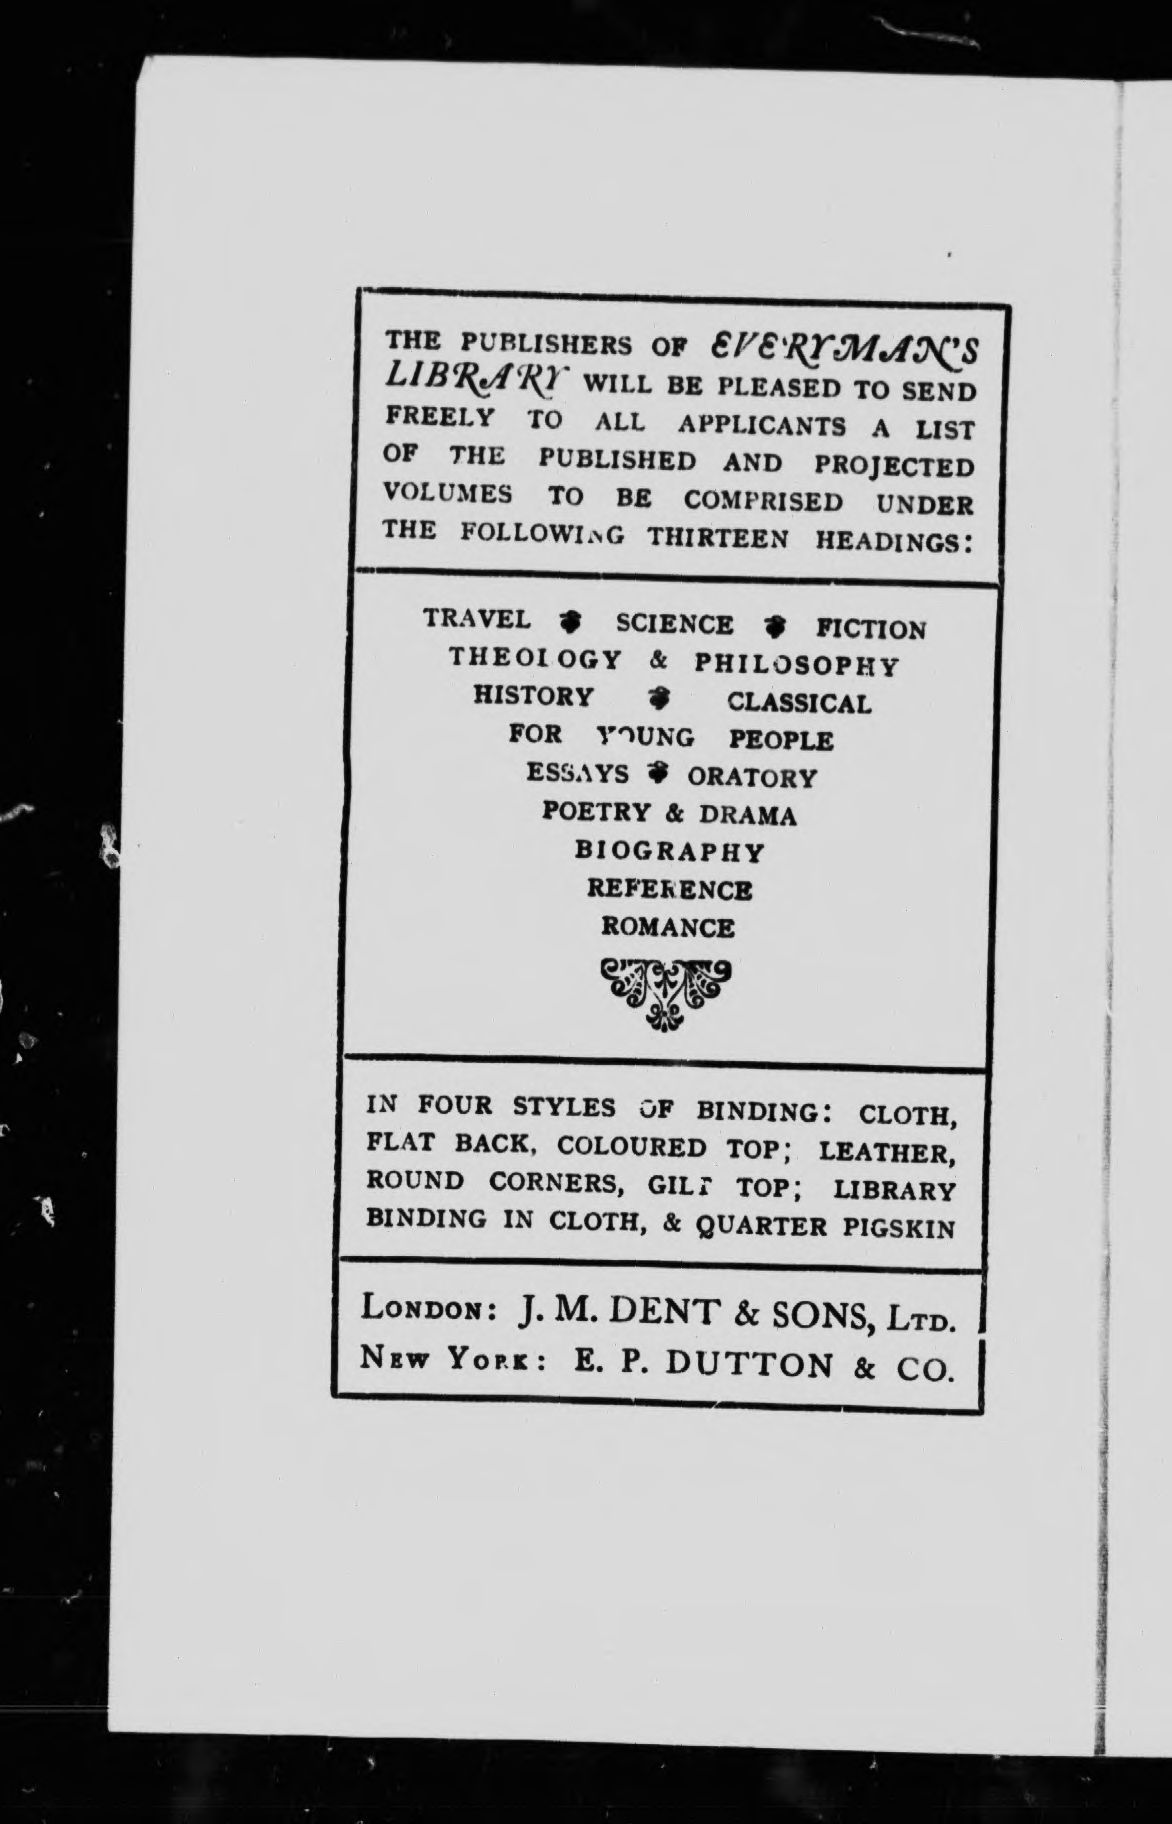 THE PUBLISHERS OF EVERYMAN'S
LIBRARY WILL BE PLEASED TO SEND
FREELY TO ALL APPLICANTS A LIST
OF THE PUBLISHED AND PROJECTED
VOLUMES TO BE COMPRISED UNDER
THE FOLLOWING THIRTEEN HEADINGS:
TRAVEL SCIENCE FICTION
THEOLOGY & PHILOSOPHY
HISTORY CLASSICAL
FOR YOUNG PEOPLE
ESSAYS ORATORY
POETRY & DRAMA
BIOGRAPHY
REFERENCE
ROMANCE
IN FOUR STYLES OF BINDING: CLOTH,
FLAT BACK, COLOURED TOP; LEATHER,
ROUND CORNERS, GILT TOP; LIBRARY
BINDING IN CLOTH, & QUARTER PIGSKIN
LONDON: J. M. DENT & SONS, LTD.
NEW YORK: E. P. DUTTON & CO.